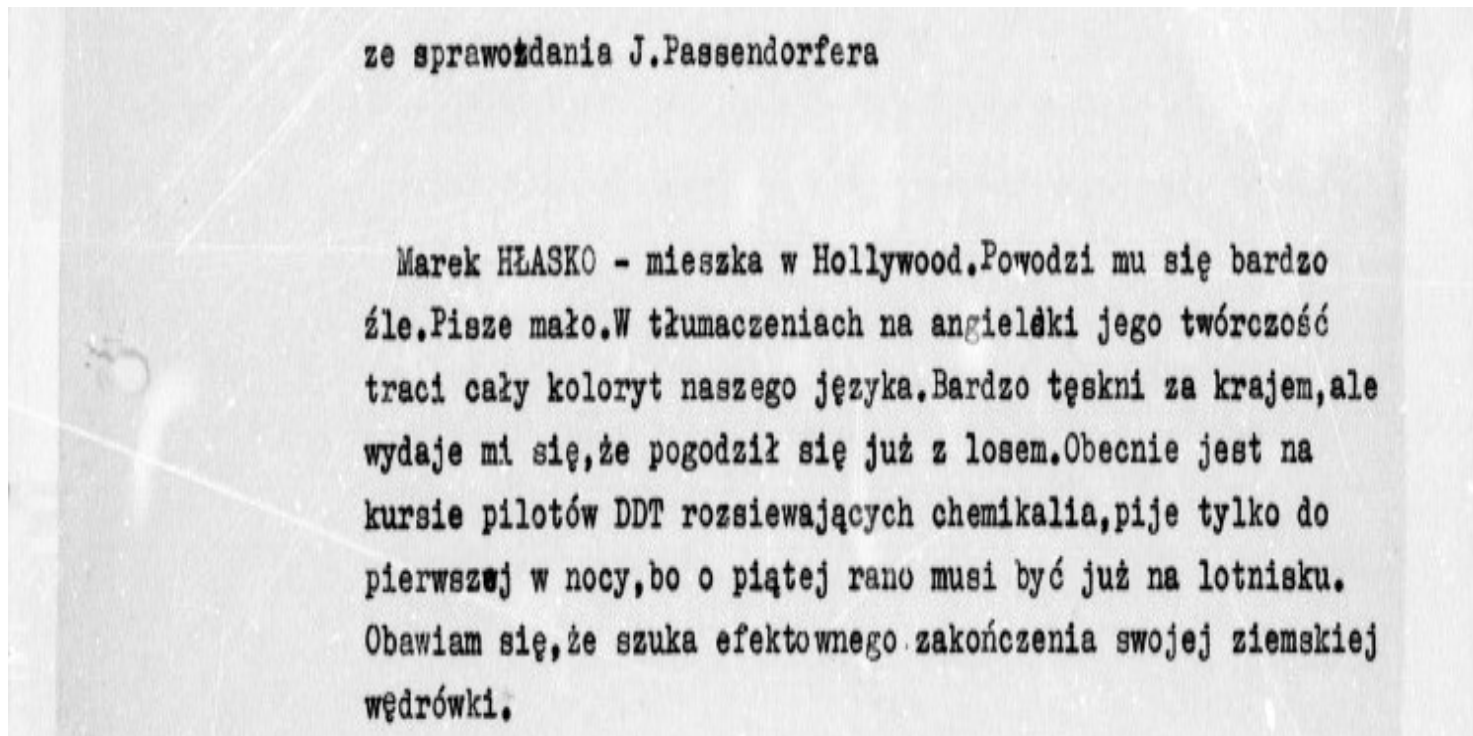 ze sprawozdania J.Passendorfera
Marek HŁASKO - mieszka w Hollywood.Powodzi mu się bardzo
źle.Pisze mało.W tłumaczeniach na angielski jego twórczość
traci cały koloryt naszego języka.Bardzo tęskni za krajem,ale
wydaje mi się,że pogodził się już z losem.Obecnie jest na
kursie pilotów DDT rozsiewających chemikalia,pije tylko do
pierwszej w nocy,bo o piątej rano musi być już na lotnisku.
Obawiam się,że szuka efektownego zakończenia swojej ziemskiej
wędrówki.